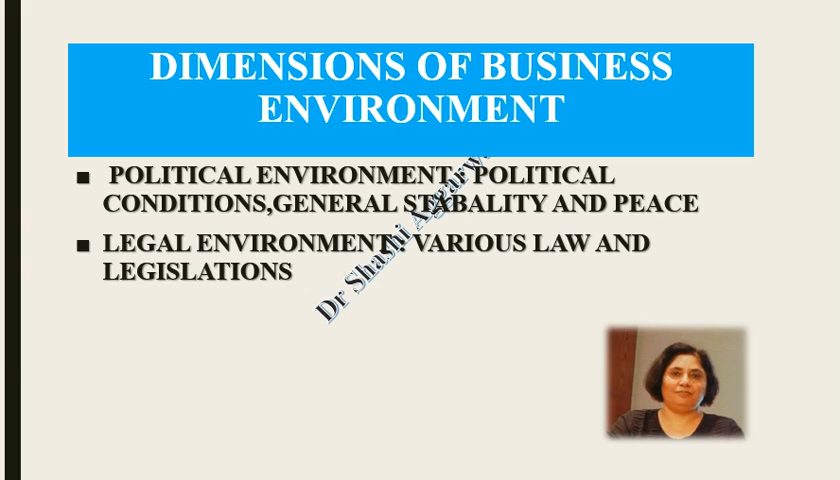 DIMENSIONS OF BUSINESS
ENVIRONMENT
■ POLITICAL ENVIRONMENT: POLITICAL
CONDITIONS,GENERAL STABALITY AND PEACE
■ LEGAL ENVIRONMENT: VARIOUS LAW AND
LEGISLATIONS
Dr Shashi